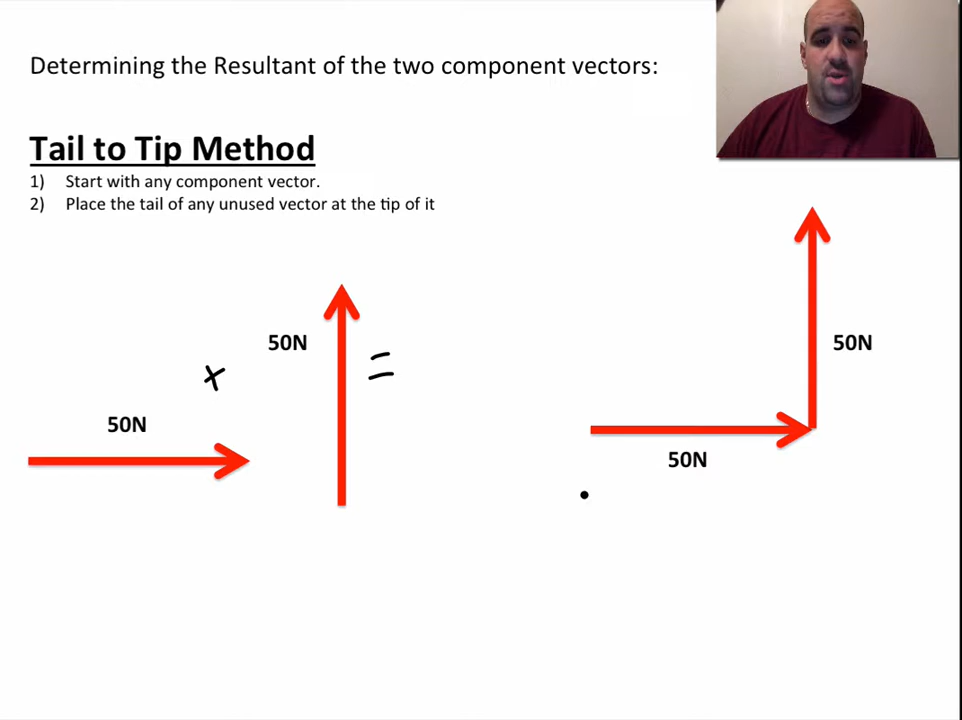 Determining the Resultant of the two component vectors:
Tail to Tip Method
1) Start with any component vector.
2) Place the tail of any unused vector at the tip of it
50N
+
50N
=
50N
50N